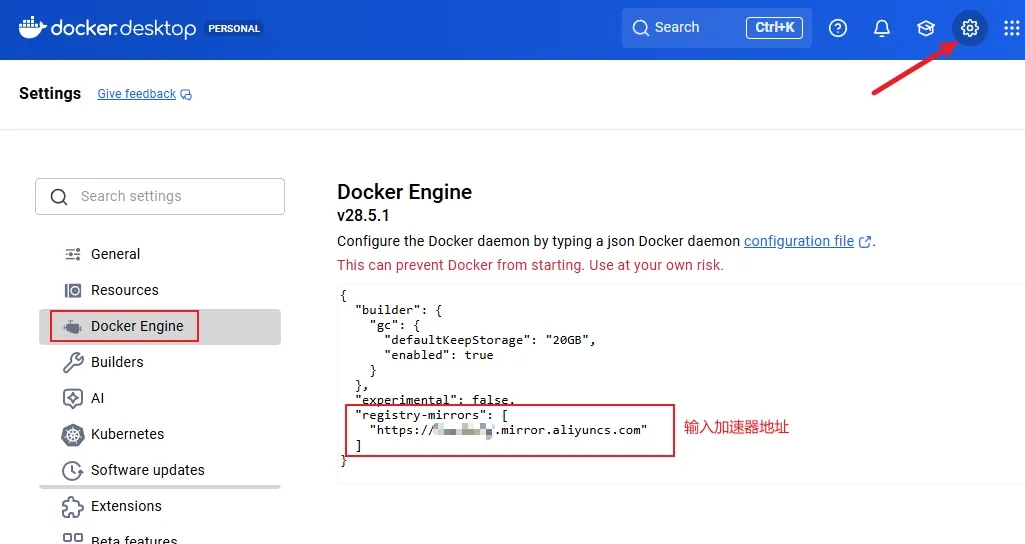 docker.desktop PERSONAL Search Ctrl+K
Settings Give feedback
Search settings
General
Resources
Docker Engine
Builders
AI
Kubernetes
Software updates
Extensions
Beta features
Docker Engine
v28.5.1
Configure the Docker daemon by typing a json Docker daemon configuration file.
This can prevent Docker from starting. Use at your own risk.
{
"builder": {
"gc": {
"defaultKeepStorage": "20GB",
"enabled": true
}
},
"experimental": false,
"registry-mirrors": [
"https:// .mirror.aliyuncs.com"
]
}
输入加速器地址